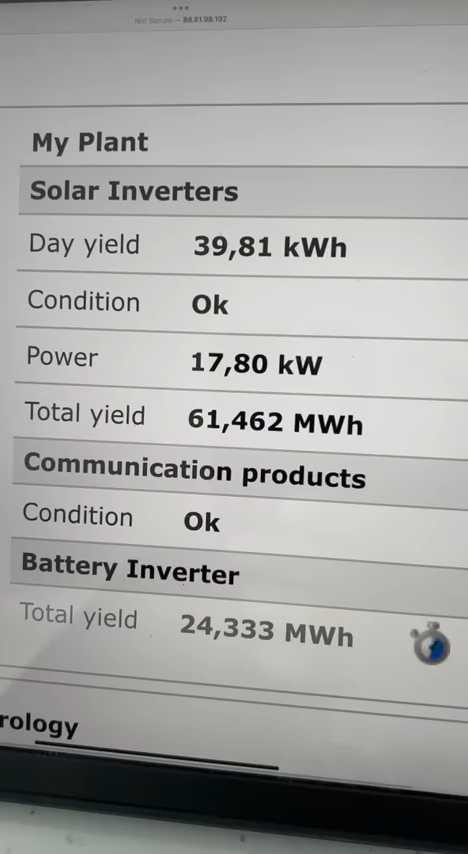 Not Secure — 88.81.98.192
My Plant
Solar Inverters
Day yield 39,81 kWh
Condition Ok
Power 17,80 kW
Total yield 61,462 MWh
Communication products
Condition Ok
Battery Inverter
Total yield 24,333 MWh
rology